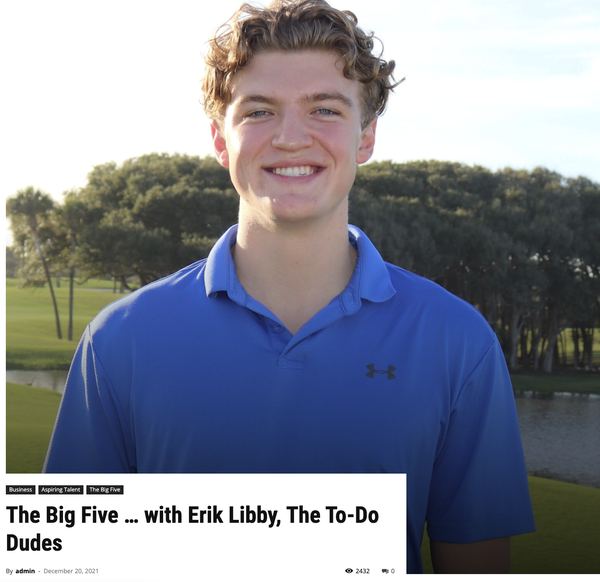 Business Aspiring Talent The Big Five
The Big Five ... with Erik Libby, The To-Do
Dudes
By admin - December 20, 2021 2432 0